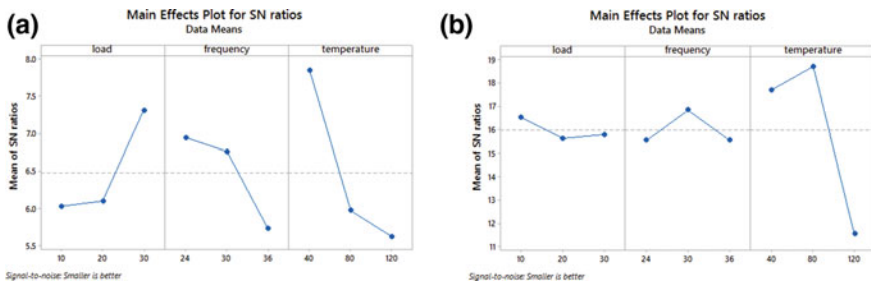 (a)
Main Effects Plot for SN ratios
Data Means
load frequency temperature
Mean of SN ratios
8.0
7.5
7.0
6.5
6.0
5.5
10 20 30 24 30 36 40 80 120
Signal-to-noise: Smaller is better
(b)
Main Effects Plot for SN ratios
Data Means
load frequency temperature
Mean of SN ratios
19
18
17
16
15
14
13
12
11
10 20 30 24 30 36 40 80 120
Signal-to-noise: Smaller is better